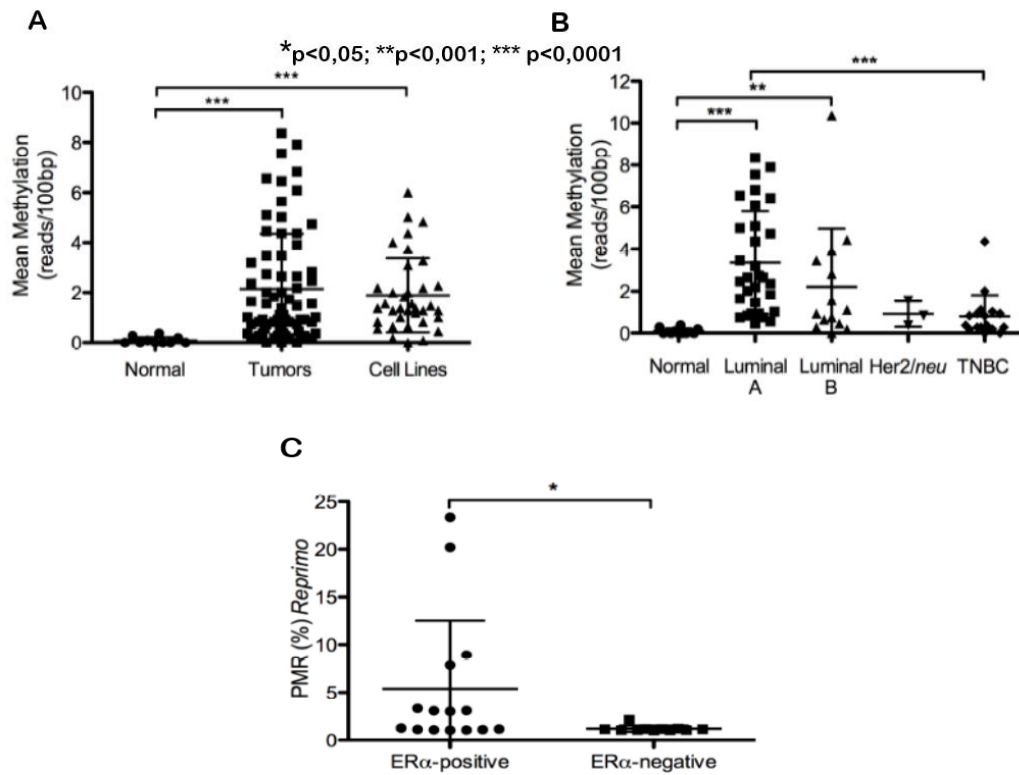 A
B
*p<0,05; **p<0,001; *** p<0,0001
***
***
10
8
6
4
2
0
Mean Methylation
(reads/100bp)
Normal
Tumors
Cell Lines
***
**
***
12
10
8
6
4
2
0
Mean Methylation
(reads/100bp)
Normal
Luminal
A
Luminal
B
Her2/neu
TNBC
C
*
25
20
15
10
5
0
PMR (%) Reprimo
ERα-positive
ERα-negative